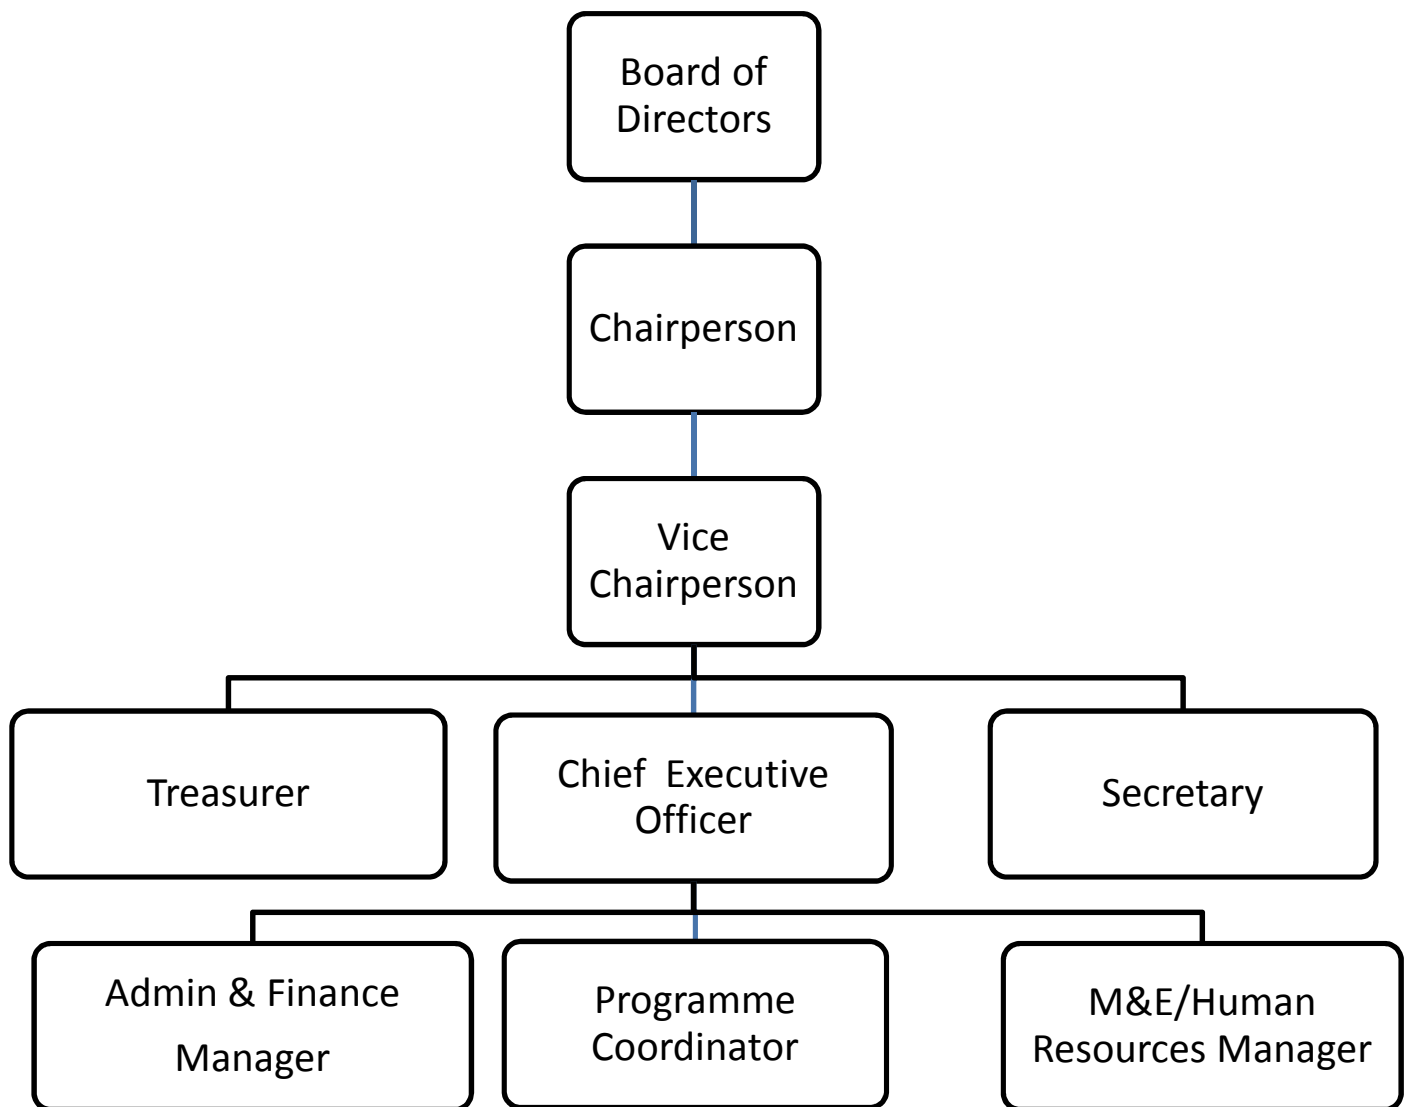 Board of
Directors
Chairperson
Vice
Chairperson
Treasurer
Chief  Executive
Officer
Secretary
Admin & Finance
Manager
Programme
Coordinator
M&E/Human
Resources Manager